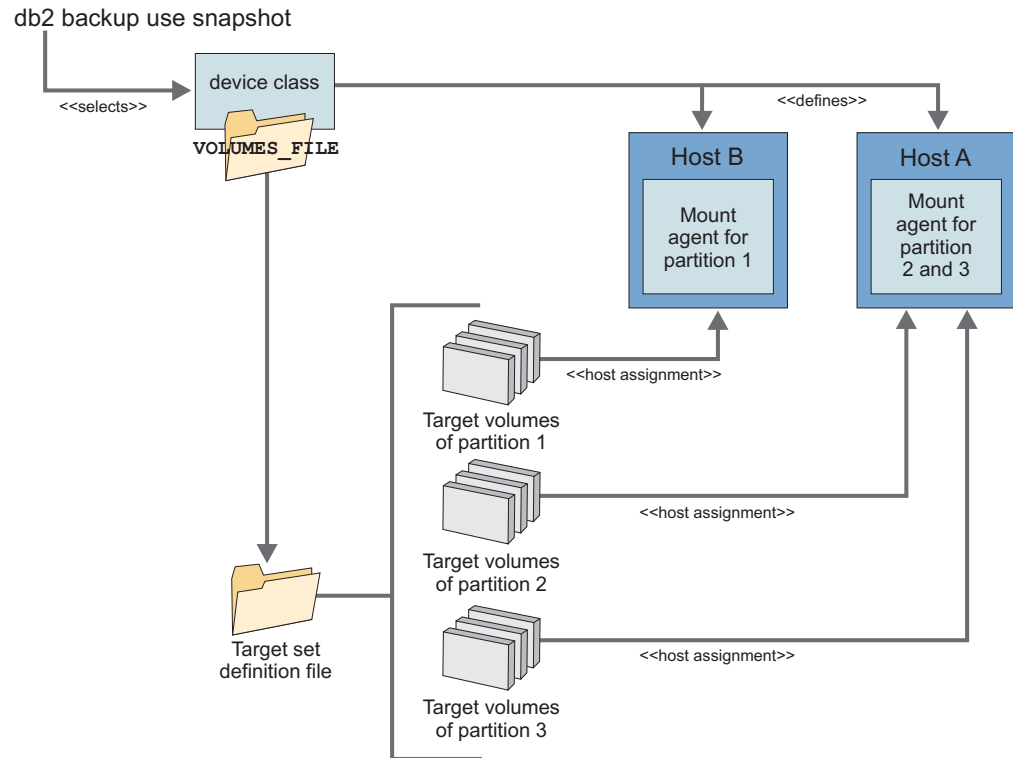 db2 backup use snapshot
<<selects>>
device class
VOLUMES_FILE
<<defines>>
Host B
Mount
agent for
partition 1
Host A
Mount
agent for
partition
2 and 3
<<host assignment>>
Target volumes
of partition 1
<<host assignment>>
Target volumes
of partition 2
Target set
definition file
<<host assignment>>
Target volumes
of partition 3